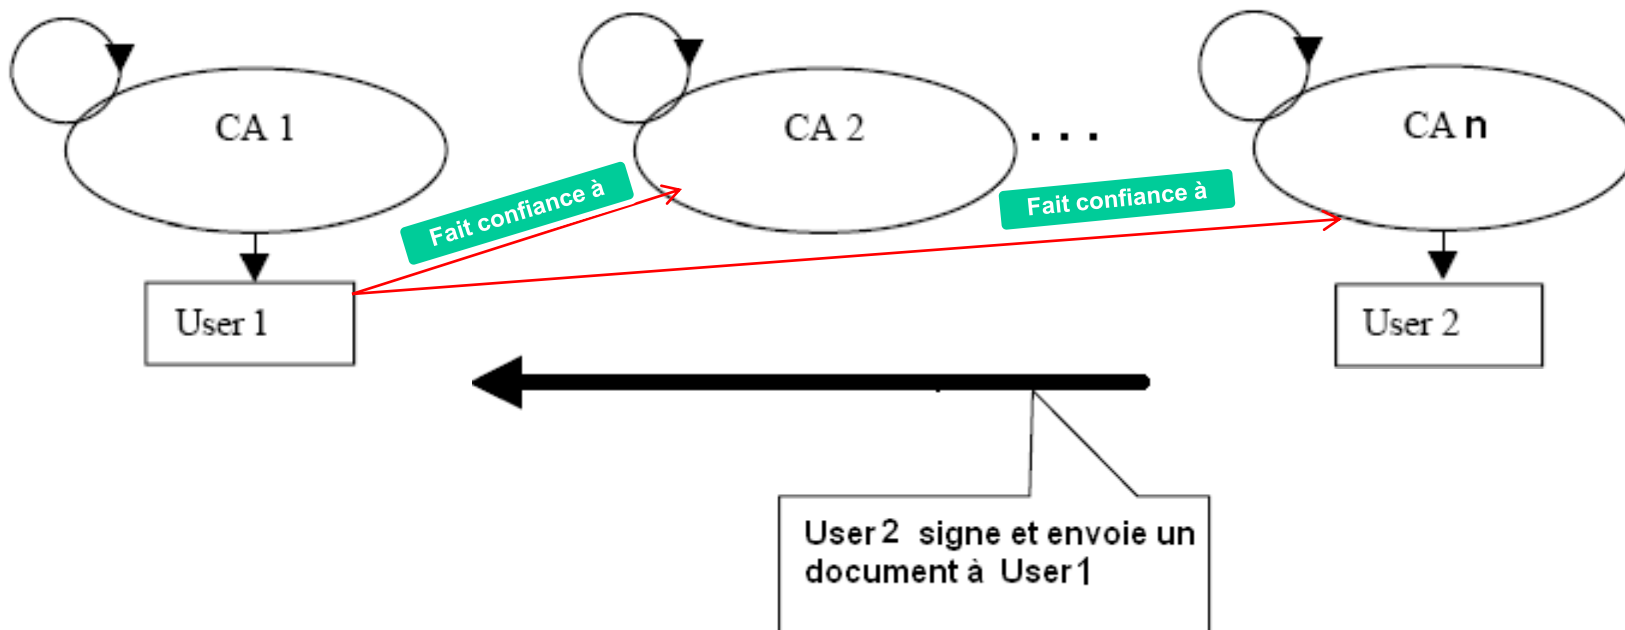 CA 1
CA 2
. . .
CA n
Fait confiance à
Fait confiance à
User 1
User 2
User 2 signe et envoie un
document à User 1